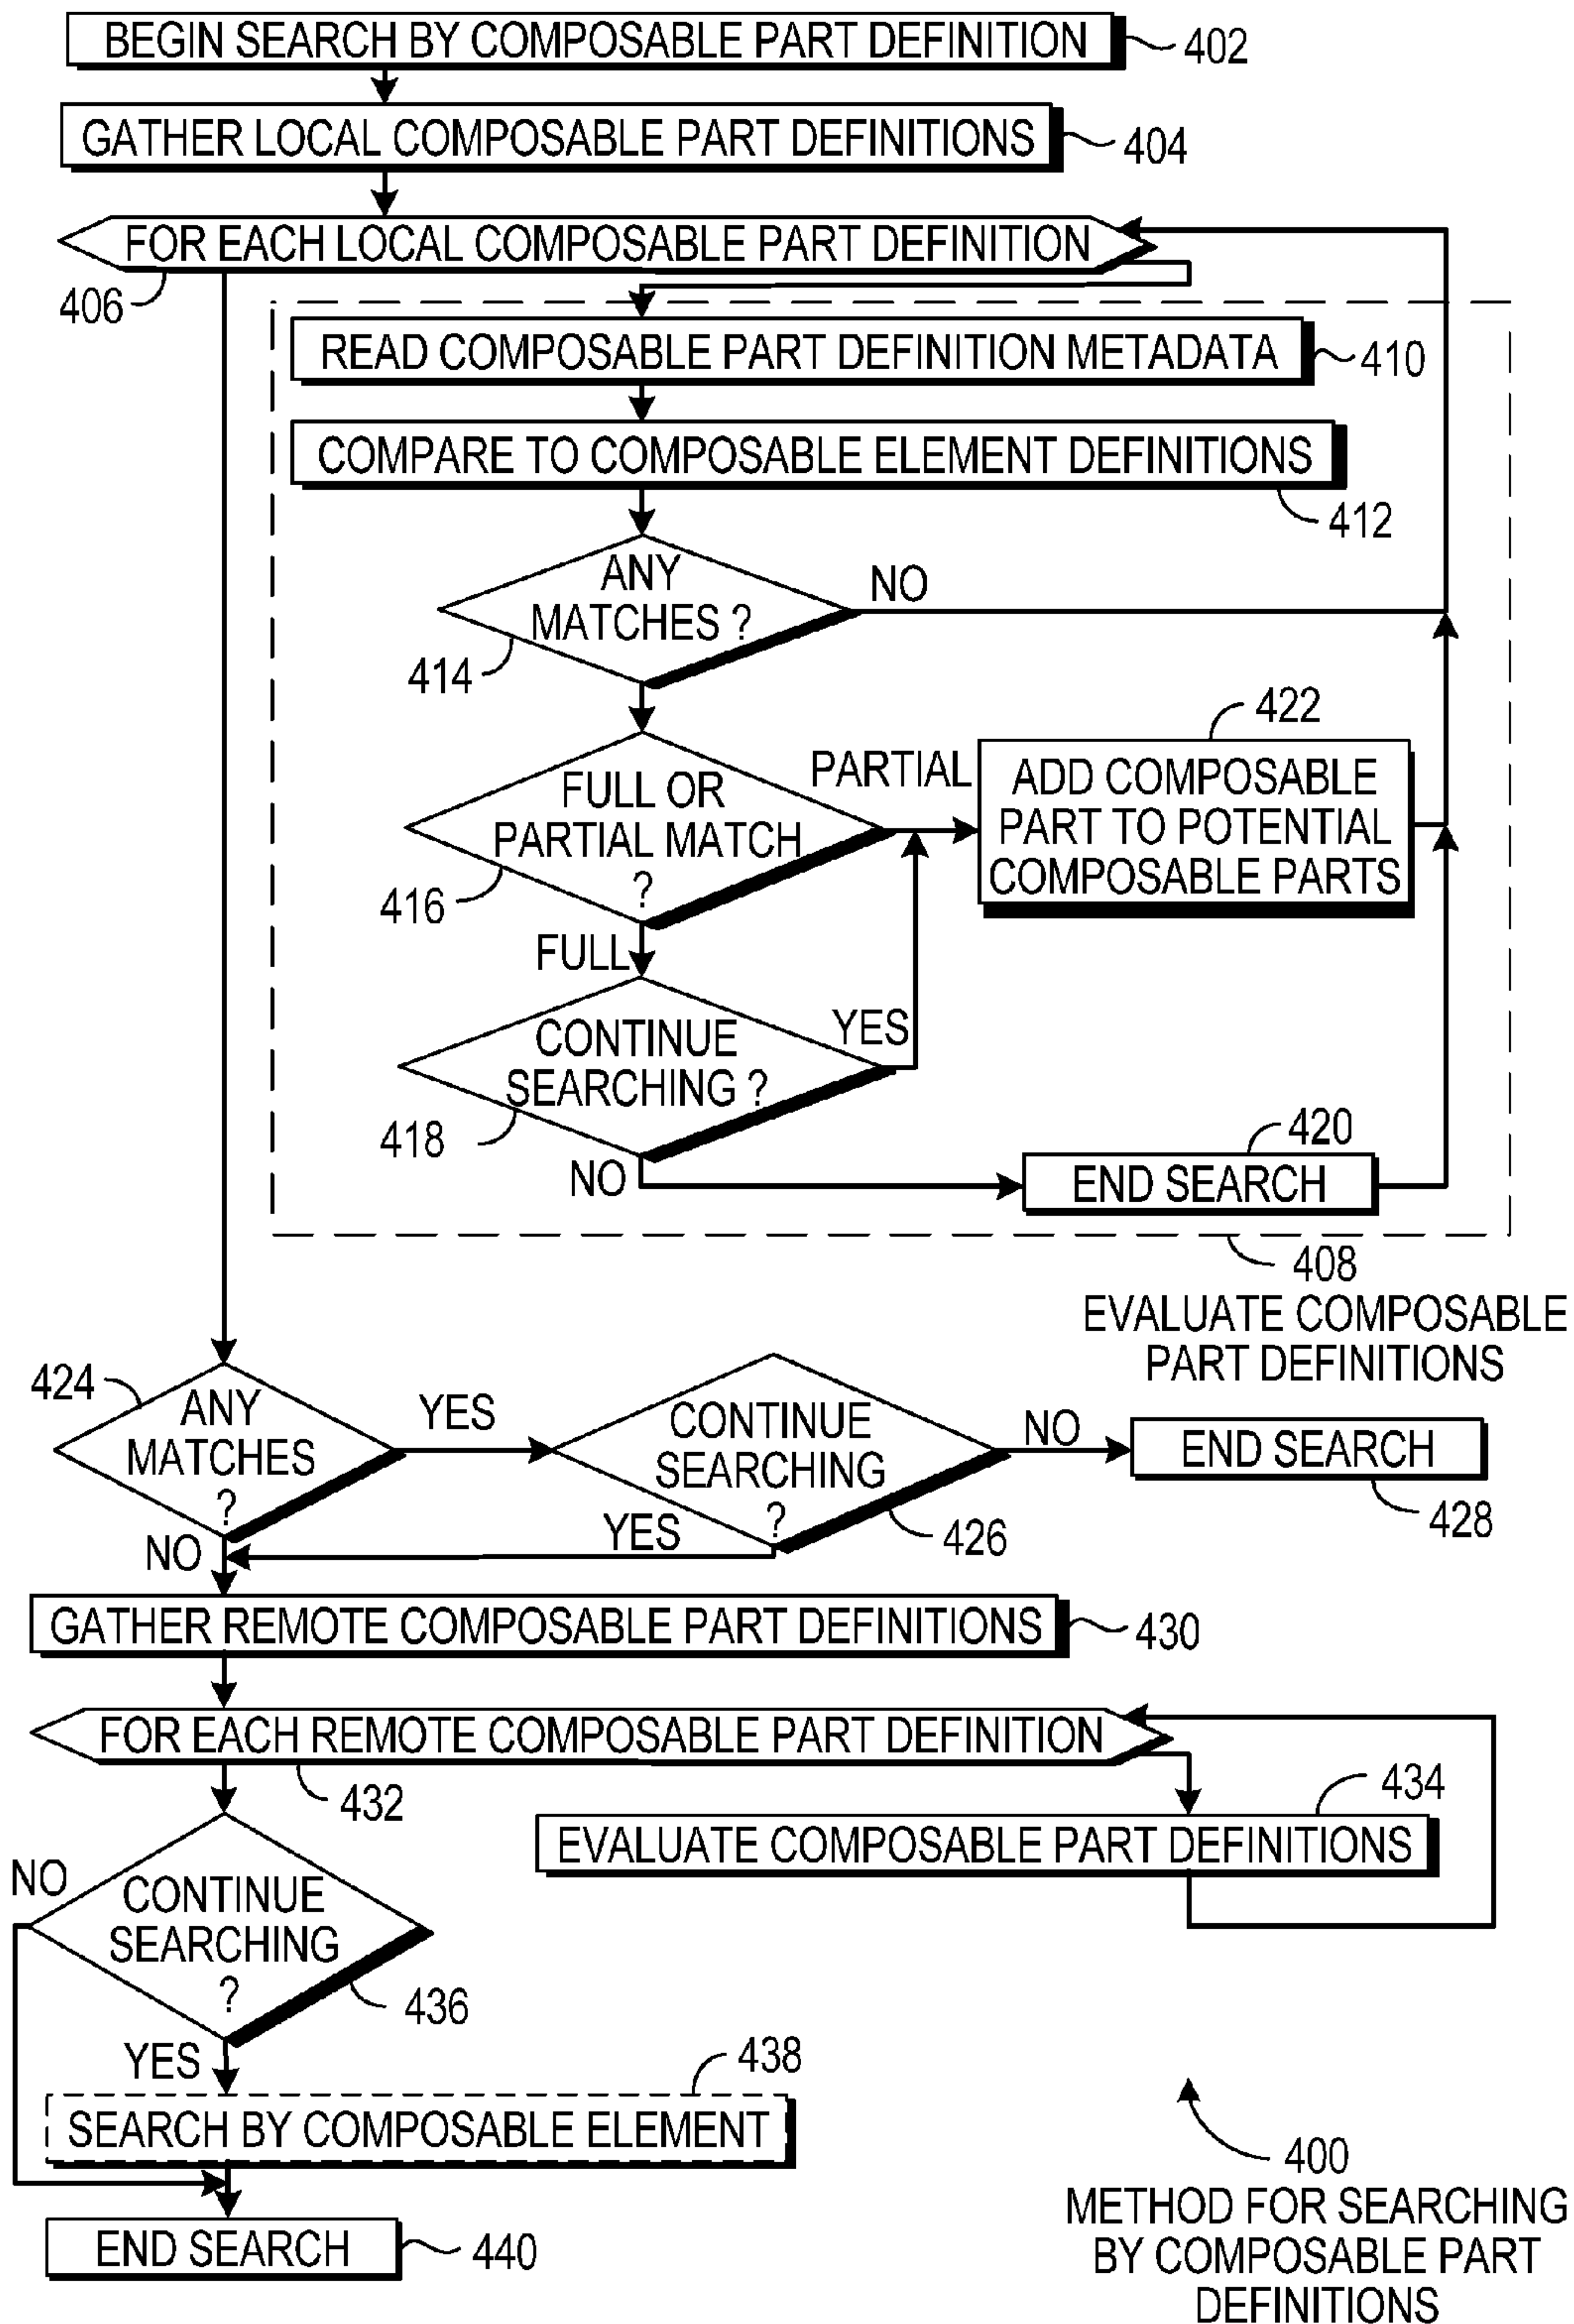 BEGIN SEARCH BY COMPOSABLE PART DEFINITION
402
GATHER LOCAL COMPOSABLE PART DEFINITIONS
404
FOR EACH LOCAL COMPOSABLE PART DEFINITION
406
READ COMPOSABLE PART DEFINITION METADATA
410
COMPARE TO COMPOSABLE ELEMENT DEFINITIONS
412
ANY
MATCHES ?
NO
414
FULL OR
PARTIAL MATCH
?
PARTIAL
416
422
ADD COMPOSABLE
PART TO POTENTIAL
COMPOSABLE PARTS
FULL
CONTINUE
SEARCHING ?
YES
418
NO
420
END SEARCH
408
EVALUATE COMPOSABLE
PART DEFINITIONS
424
ANY
MATCHES
?
YES
CONTINUE
SEARCHING
?
NO
END SEARCH
428
426
YES
NO
GATHER REMOTE COMPOSABLE PART DEFINITIONS
430
FOR EACH REMOTE COMPOSABLE PART DEFINITION
432
434
EVALUATE COMPOSABLE PART DEFINITIONS
NO
CONTINUE
SEARCHING
?
436
YES
438
SEARCH BY COMPOSABLE ELEMENT
END SEARCH
440
400
METHOD FOR SEARCHING
BY COMPOSABLE PART
DEFINITIONS